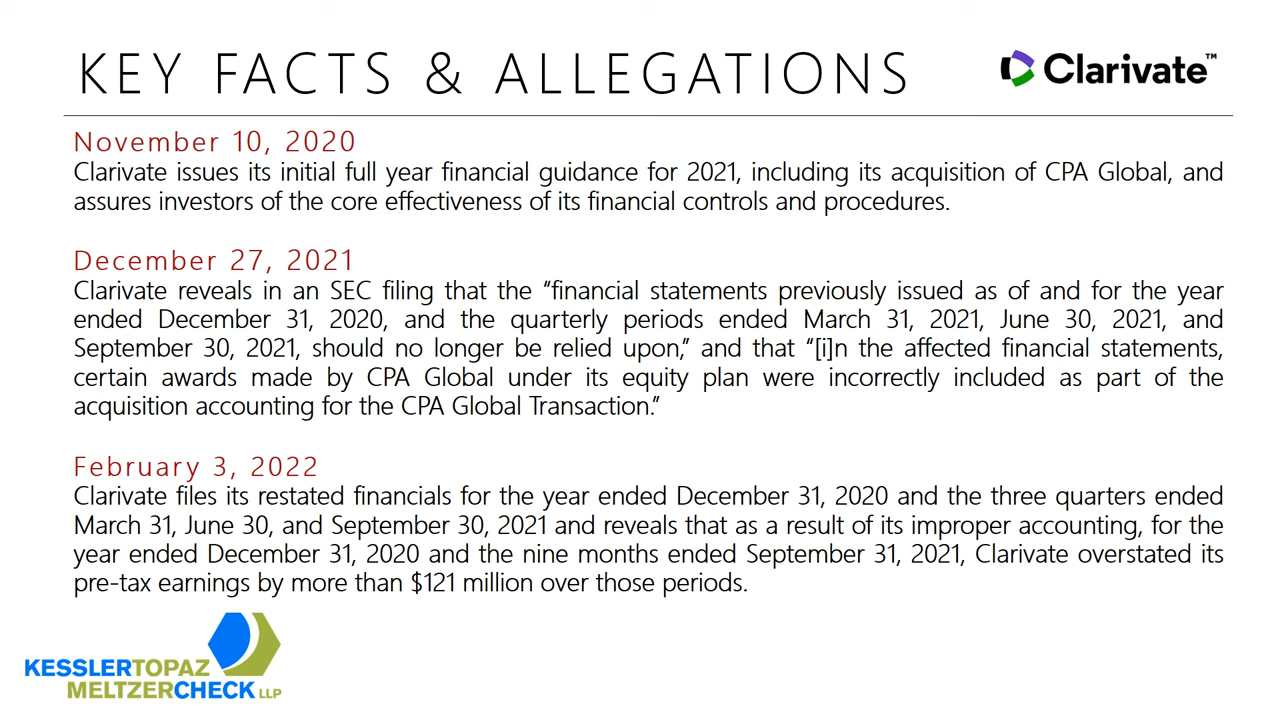 KEY FACTS & ALLEGATIONS
Clarivate™
November 10, 2020
Clarivate issues its initial full year financial guidance for 2021, including its acquisition of CPA Global, and
assures investors of the core effectiveness of its financial controls and procedures.
December 27, 2021
Clarivate reveals in an SEC filing that the “financial statements previously issued as of and for the year
ended December 31, 2020, and the quarterly periods ended March 31, 2021, June 30, 2021, and
September 30, 2021, should no longer be relied upon,” and that “[i]n the affected financial statements,
certain awards made by CPA Global under its equity plan were incorrectly included as part of the
acquisition accounting for the CPA Global Transaction.”
February 3, 2022
Clarivate files its restated financials for the year ended December 31, 2020 and the three quarters ended
March 31, June 30, and September 30, 2021 and reveals that as a result of its improper accounting, for the
year ended December 31, 2020 and the nine months ended September 31, 2021, Clarivate overstated its
pre-tax earnings by more than $121 million over those periods.
KESSLERTOPAZ
MELTZERCHECK LLP